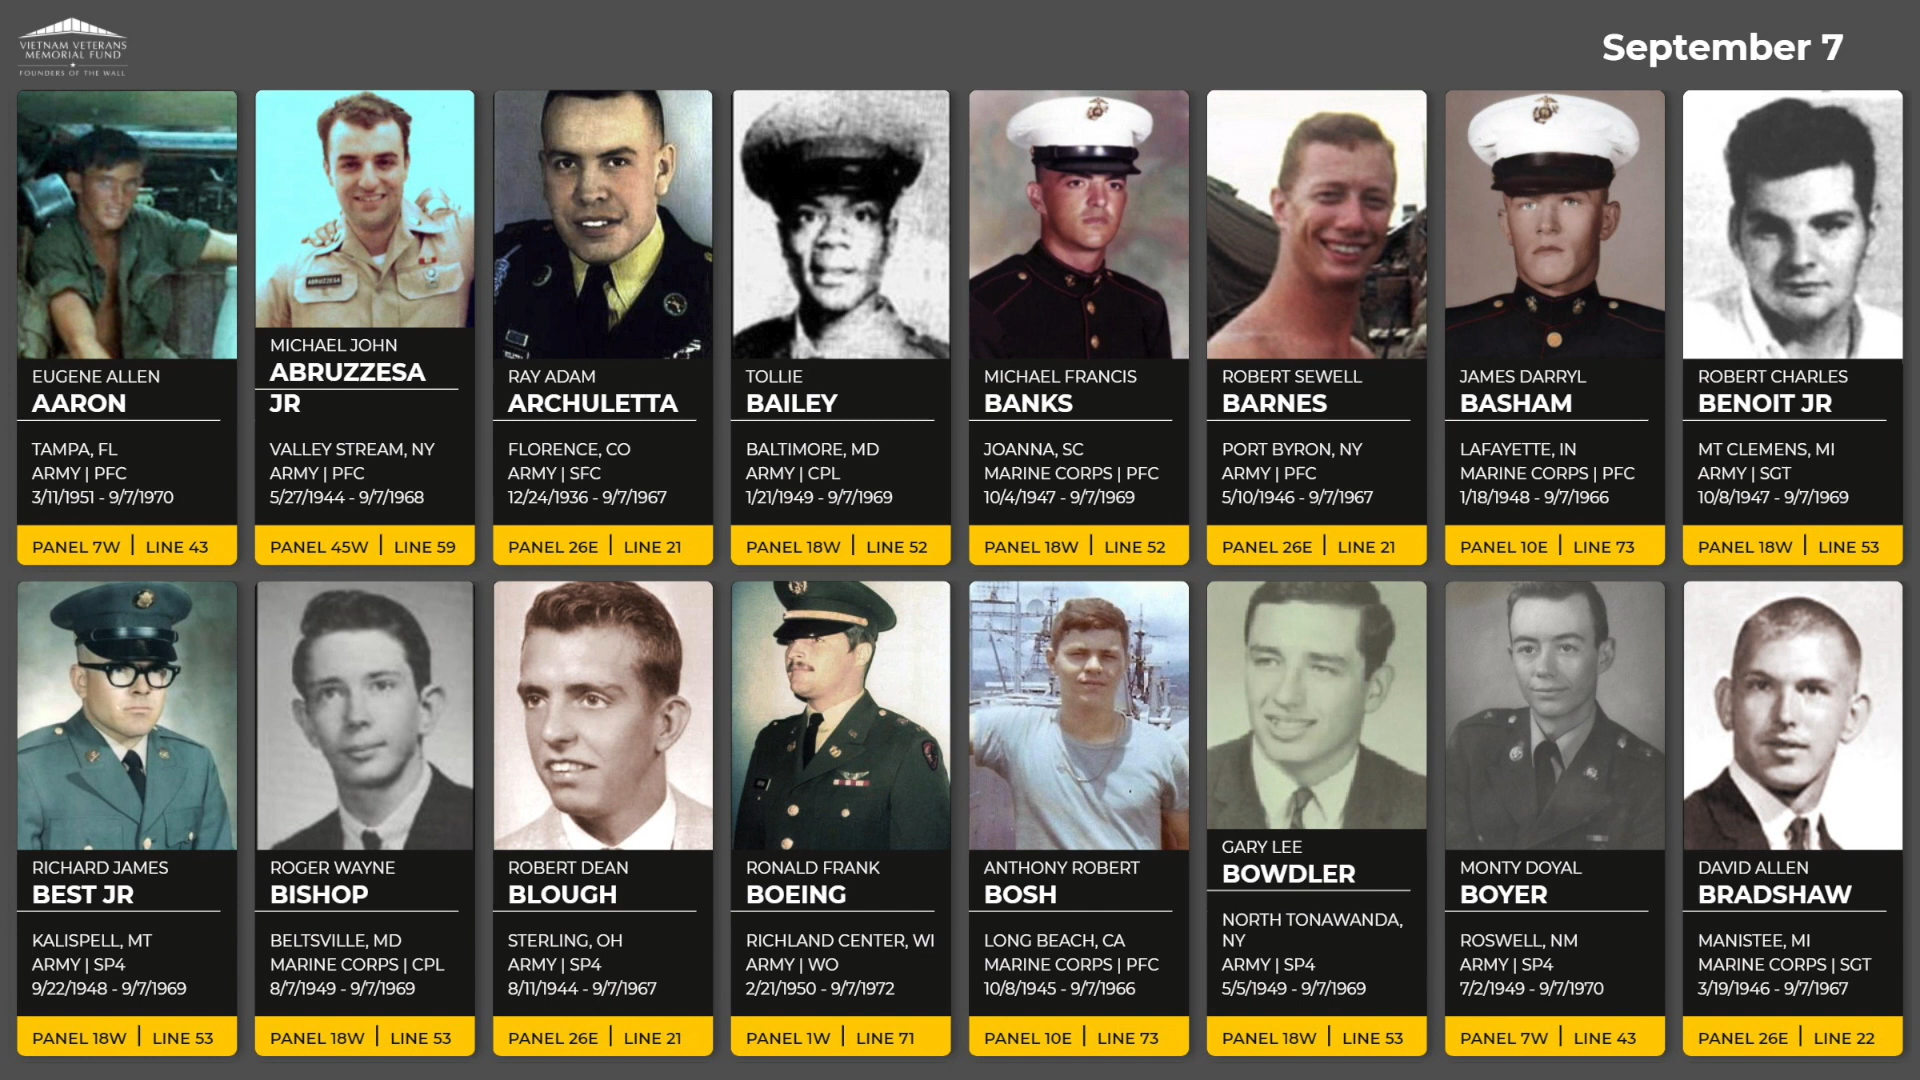 VIETNAM VETERANS
MEMORIAL FUND
FOUNDERS OF THE WALL
September 7
EUGENE ALLEN
AARON
TAMPA, FL
ARMY | PFC
3/11/1951 - 9/7/1970
PANEL 7W | LINE 43
ABRUZZESA
MICHAEL JOHN
ABRUZZESA
JR
VALLEY STREAM, NY
ARMY | PFC
5/27/1944 - 9/7/1968
PANEL 45W | LINE 59
RAY ADAM
ARCHULETTA
FLORENCE, CO
ARMY | SFC
12/24/1936 - 9/7/1967
PANEL 26E | LINE 21
TOLLIE
BAILEY
BALTIMORE, MD
ARMY | CPL
1/21/1949 - 9/7/1969
PANEL 18W | LINE 52
MICHAEL FRANCIS
BANKS
JOANNA, SC
MARINE CORPS | PFC
10/4/1947 - 9/7/1969
PANEL 18W | LINE 52
ROBERT SEWELL
BARNES
PORT BYRON, NY
ARMY | PFC
5/10/1946 - 9/7/1967
PANEL 26E | LINE 21
JAMES DARRYL
BASHAM
LAFAYETTE, IN
MARINE CORPS | PFC
1/18/1948 - 9/7/1966
PANEL 10E | LINE 73
ROBERT CHARLES
BENOIT JR
MT CLEMENS, MI
ARMY | SGT
10/8/1947 - 9/7/1969
PANEL 18W | LINE 53
RICHARD JAMES
BEST JR
KALISPELL, MT
ARMY | SP4
9/22/1948 - 9/7/1969
PANEL 18W | LINE 53
ROGER WAYNE
BISHOP
BELTSVILLE, MD
MARINE CORPS | CPL
8/7/1949 - 9/7/1969
PANEL 18W | LINE 53
ROBERT DEAN
BLOUGH
STERLING, OH
ARMY | SP4
8/11/1944 - 9/7/1967
PANEL 26E | LINE 21
RONALD FRANK
BOEING
RICHLAND CENTER, WI
ARMY | WO
2/21/1950 - 9/7/1972
PANEL 1W | LINE 71
ANTHONY ROBERT
BOSH
LONG BEACH, CA
MARINE CORPS | PFC
10/8/1945 - 9/7/1966
PANEL 10E | LINE 73
GARY LEE
BOWDLER
NORTH TONAWANDA,
NY
ARMY | SP4
5/5/1949 - 9/7/1969
PANEL 18W | LINE 53
MONTY DOYAL
BOYER
ROSWELL, NM
ARMY | SP4
7/2/1949 - 9/7/1970
PANEL 7W | LINE 43
DAVID ALLEN
BRADSHAW
MANISTEE, MI
MARINE CORPS | SGT
3/19/1946 - 9/7/1967
PANEL 26E | LINE 22